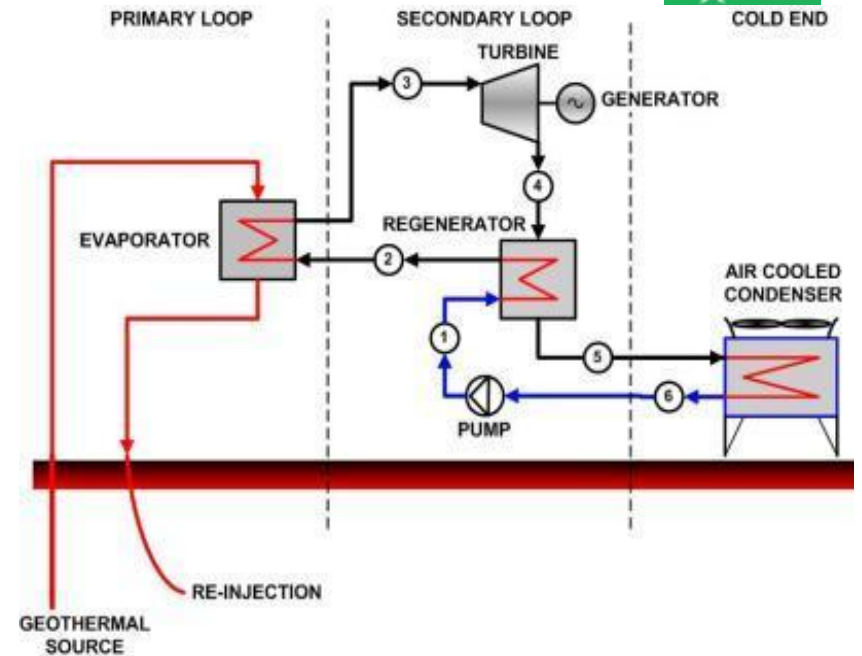 PRIMARY LOOP
SECONDARY LOOP
COLD END
TURBINE
3
GENERATOR
4
REGENERATOR
EVAPORATOR
2
AIR COOLED
CONDENSER
1
5
6
PUMP
RE-INJECTION
GEOTHERMAL
SOURCE